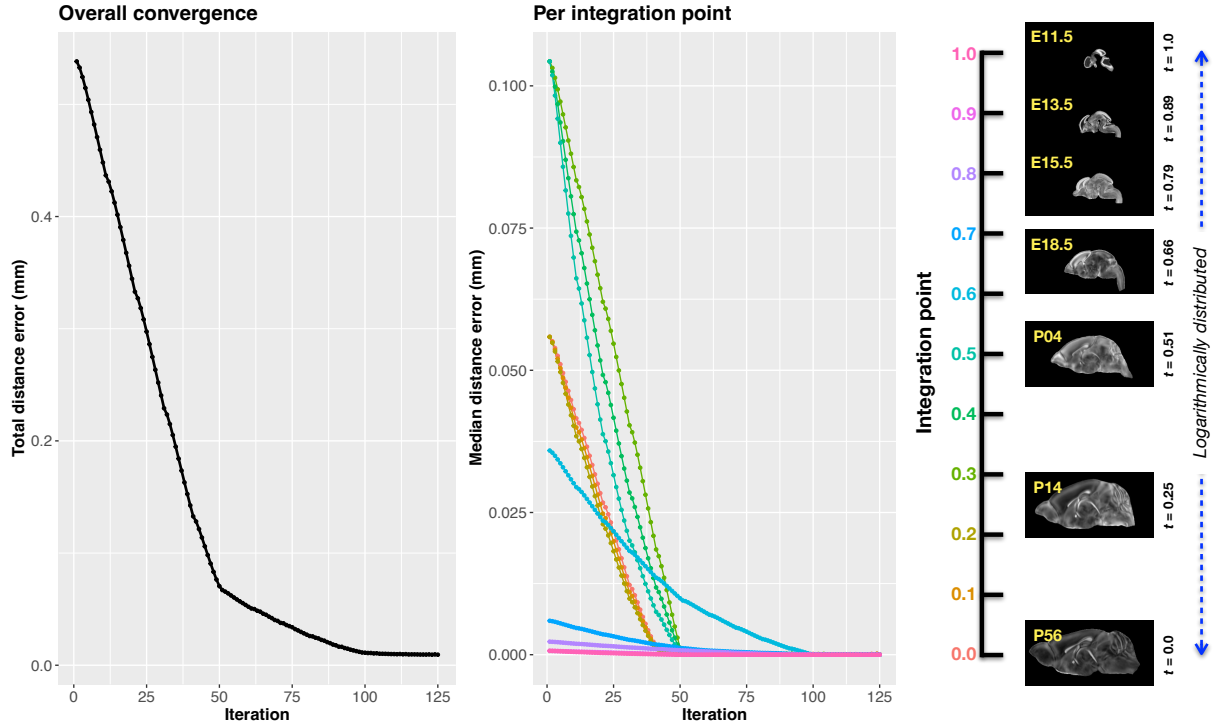 Overall convergence
Total distance error (mm)
0.4
0.2
0.0
0
25
50
75
100
125
Iteration
Per integration point
Median distance error (mm)
0.100
0.075
0.050
0.025
0.000
0
25
50
75
100
125
Iteration
Integration point
1.0
0.9
0.8
0.7
0.6
0.5
0.4
0.3
0.2
0.1
0.0
E11.5
t = 1.0
E13.5
t = 0.89
E15.5
t = 0.79
E18.5
t = 0.66
P04
t = 0.51
P14
t = 0.25
P56
t = 0.0
Logarithmically distributed